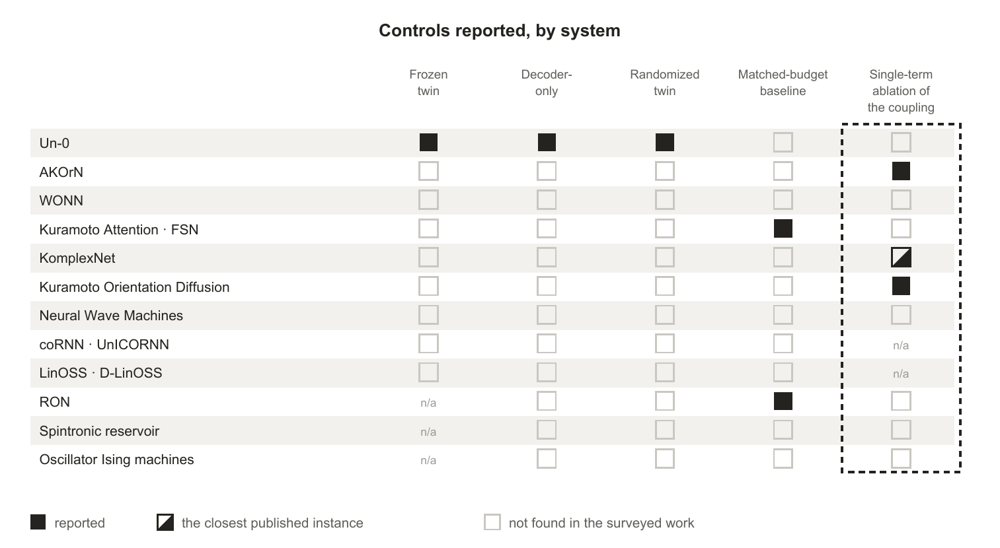 Controls reported, by system
Frozen twin
Decoder-only
Randomized twin
Matched-budget baseline
Single-term ablation of the coupling
Un-0
AKOrN
WONN
Kuramoto Attention · FSN
KomplexNet
Kuramoto Orientation Diffusion
Neural Wave Machines
coRNN · UnICORNN n/a
LinOSS · D-LinOSS n/a
RON n/a
Spintronic reservoir n/a
Oscillator Ising machines n/a
reported the closest published instance not found in the surveyed work